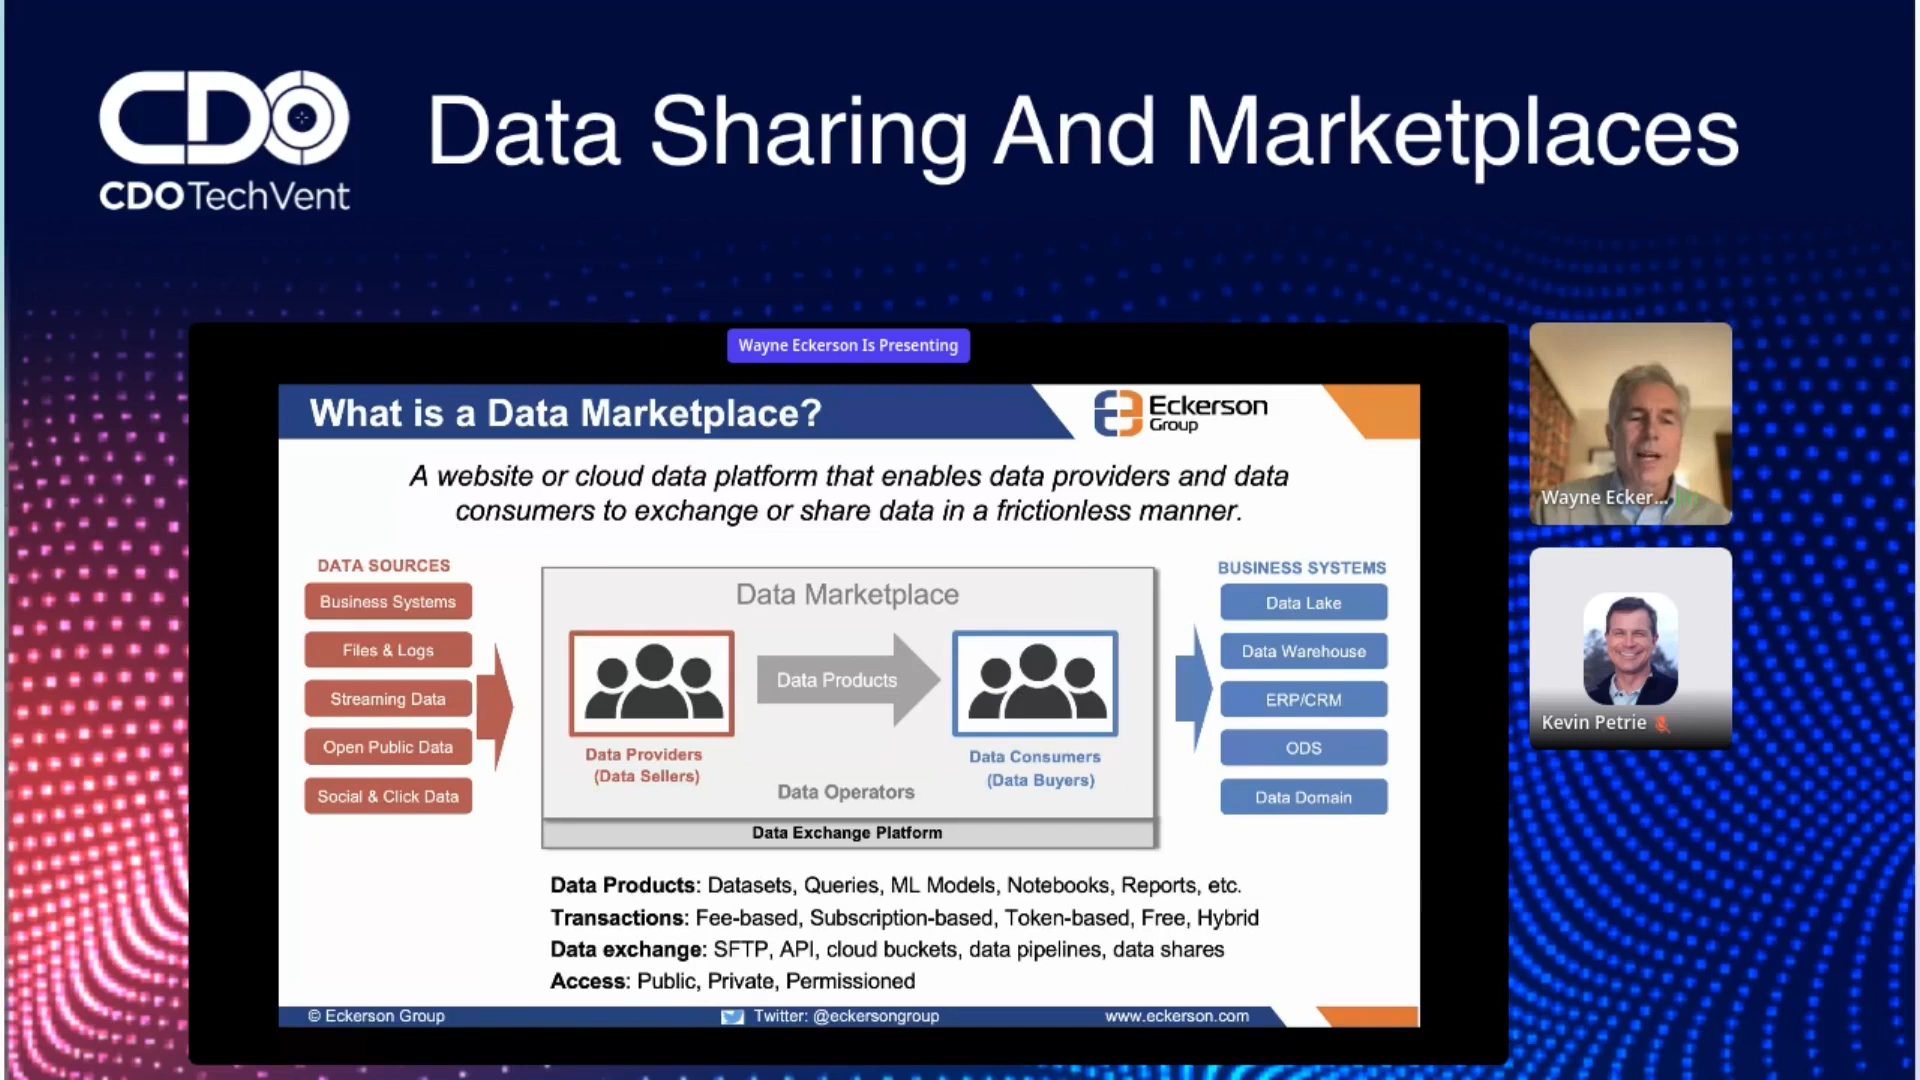 CDO
CDO TechVent
Data Sharing And Marketplaces
Wayne Eckerson Is Presenting
What is a Data Marketplace?
Eckerson
Group
A website or cloud data platform that enables data providers and data
consumers to exchange or share data in a frictionless manner.
DATA SOURCES
Business Systems
Files & Logs
Streaming Data
Open Public Data
Social & Click Data
Data Marketplace
Data Products
Data Providers
(Data Sellers)
Data Consumers
(Data Buyers)
Data Operators
Data Exchange Platform
BUSINESS SYSTEMS
Data Lake
Data Warehouse
ERP/CRM
ODS
Data Domain
Data Products: Datasets, Queries, ML Models, Notebooks, Reports, etc.
Transactions: Fee-based, Subscription-based, Token-based, Free, Hybrid
Data exchange: SFTP, API, cloud buckets, data pipelines, data shares
Access: Public, Private, Permissioned
© Eckerson Group
Twitter: @eckersongroup
www.eckerson.com
Wayne Ecker...
Kevin Petrie